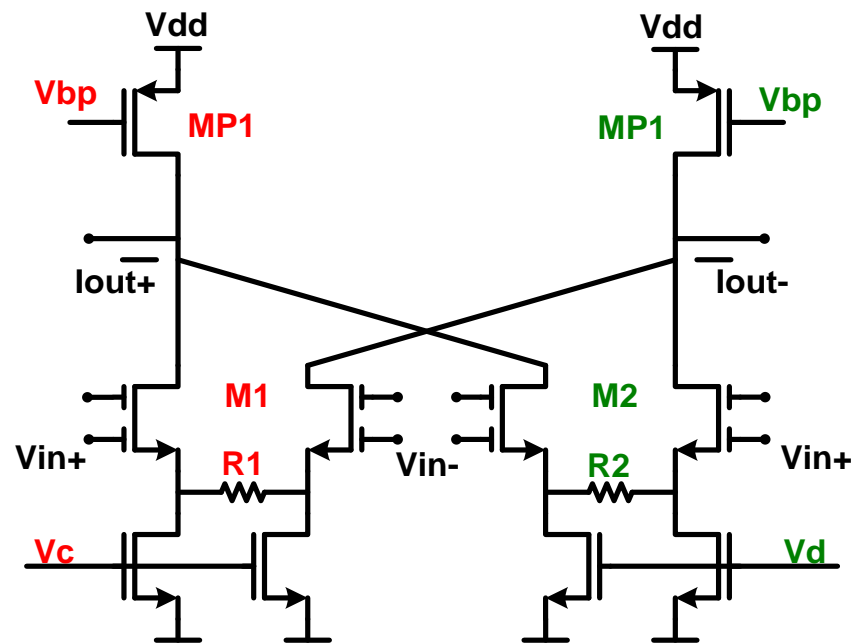 Vdd Vdd
Vbp Vbp
MP1 MP1
Iout+ Iout-
M1 M2
Vin+ Vin- Vin+
R1 R2
Vc Vd